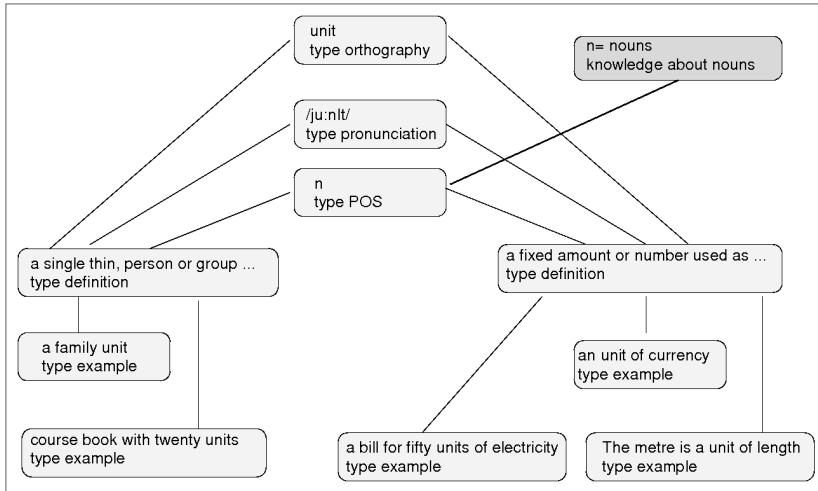 unit
type orthography
n= nouns
knowledge about nouns
/ju:nIt/
type pronunciation
n
type POS
a single thin, person or group ...
type definition
a fixed amount or number used as ...
type definition
a family unit
type example
an unit of currency
type example
course book with twenty units
type example
a bill for fifty units of electricity
type example
The metre is a unit of length
type example